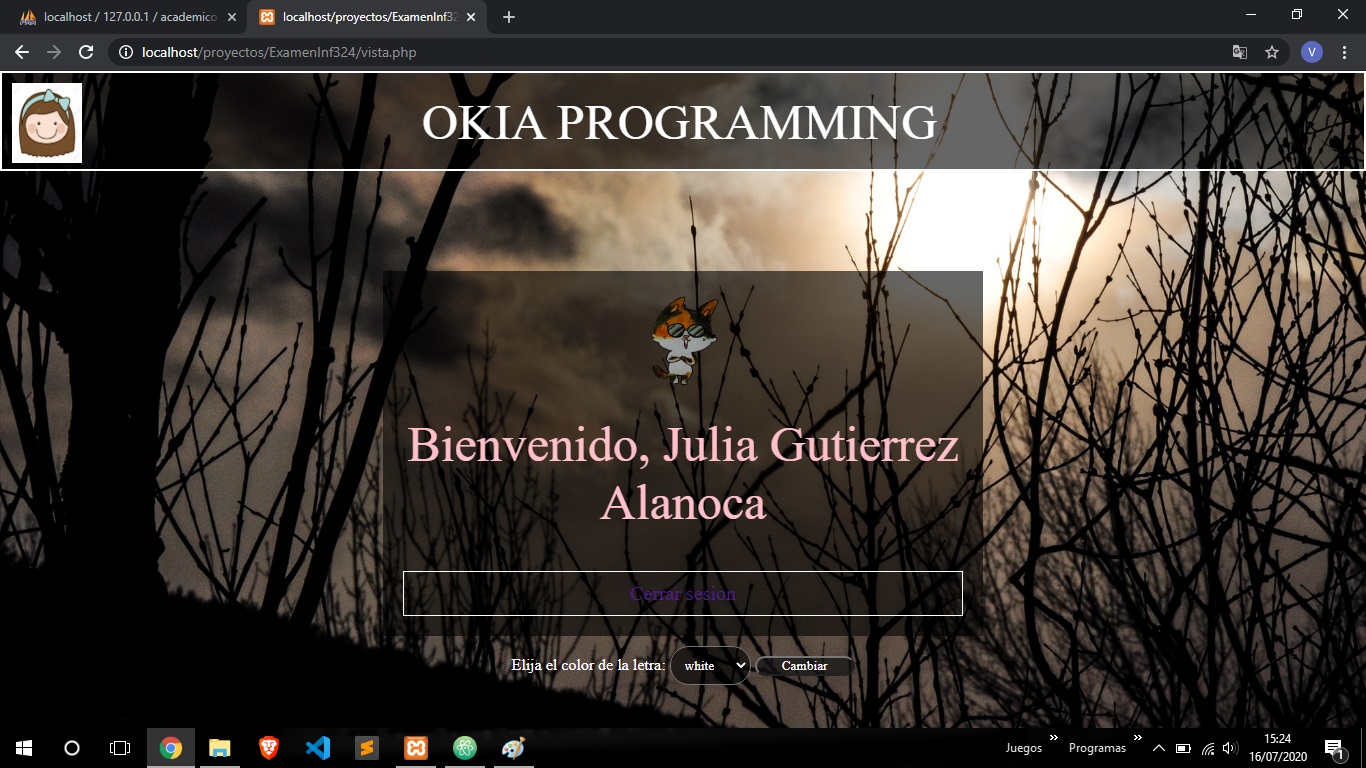 localhost / 127.0.0.1 / academico
localhost/proyectos/ExamenInf32
localhost/proyectos/ExamenInf324/vista.php
V
OKIA PROGRAMMING
Bienvenido, Julia Gutierrez
Alanoca
Cerrar sesion
Elija el color de la letra: white Cambiar
Juegos » Programas »
15:24
16/07/2020
1